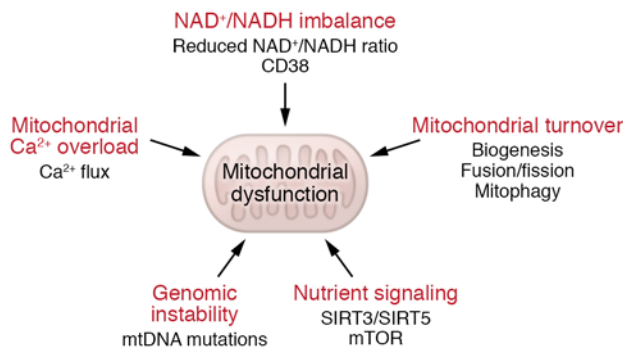 NAD⁺/NADH imbalance
Reduced NAD⁺/NADH ratio
CD38
Mitochondrial
Ca²⁺ overload
Ca²⁺ flux
Mitochondrial turnover
Biogenesis
Fusion/fission
Mitophagy
Mitochondrial
dysfunction
Genomic
instability
mtDNA mutations
Nutrient signaling
SIRT3/SIRT5
mTOR